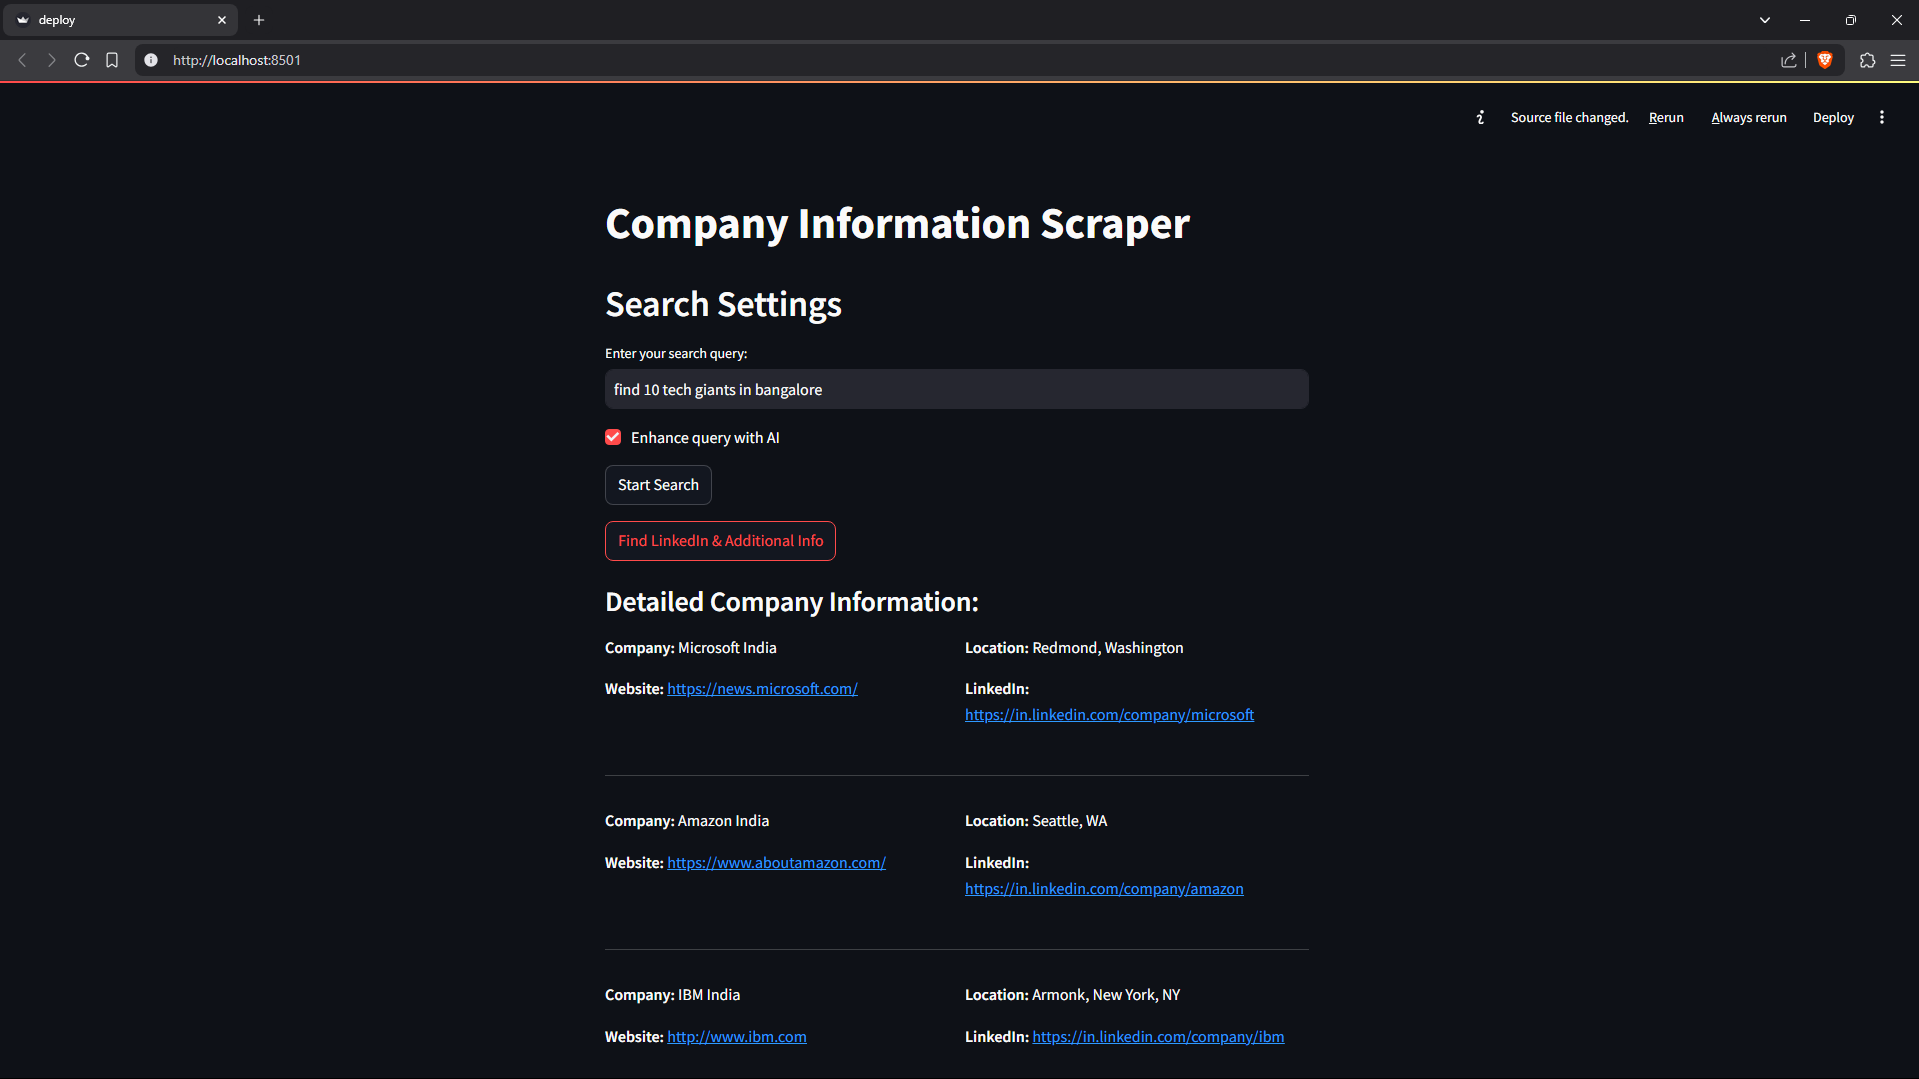 deploy
http://localhost:8501
Source file changed. Rerun Always rerun Deploy
Company Information Scraper
Search Settings
Enter your search query:
find 10 tech giants in bangalore
Enhance query with AI
Start Search
Find LinkedIn & Additional Info
Detailed Company Information:
Company: Microsoft India
Location: Redmond, Washington
Website: https://news.microsoft.com/
LinkedIn:
https://in.linkedin.com/company/microsoft
Company: Amazon India
Location: Seattle, WA
Website: https://www.aboutamazon.com/
LinkedIn:
https://in.linkedin.com/company/amazon
Company: IBM India
Location: Armonk, New York, NY
Website: http://www.ibm.com
LinkedIn: https://in.linkedin.com/company/ibm